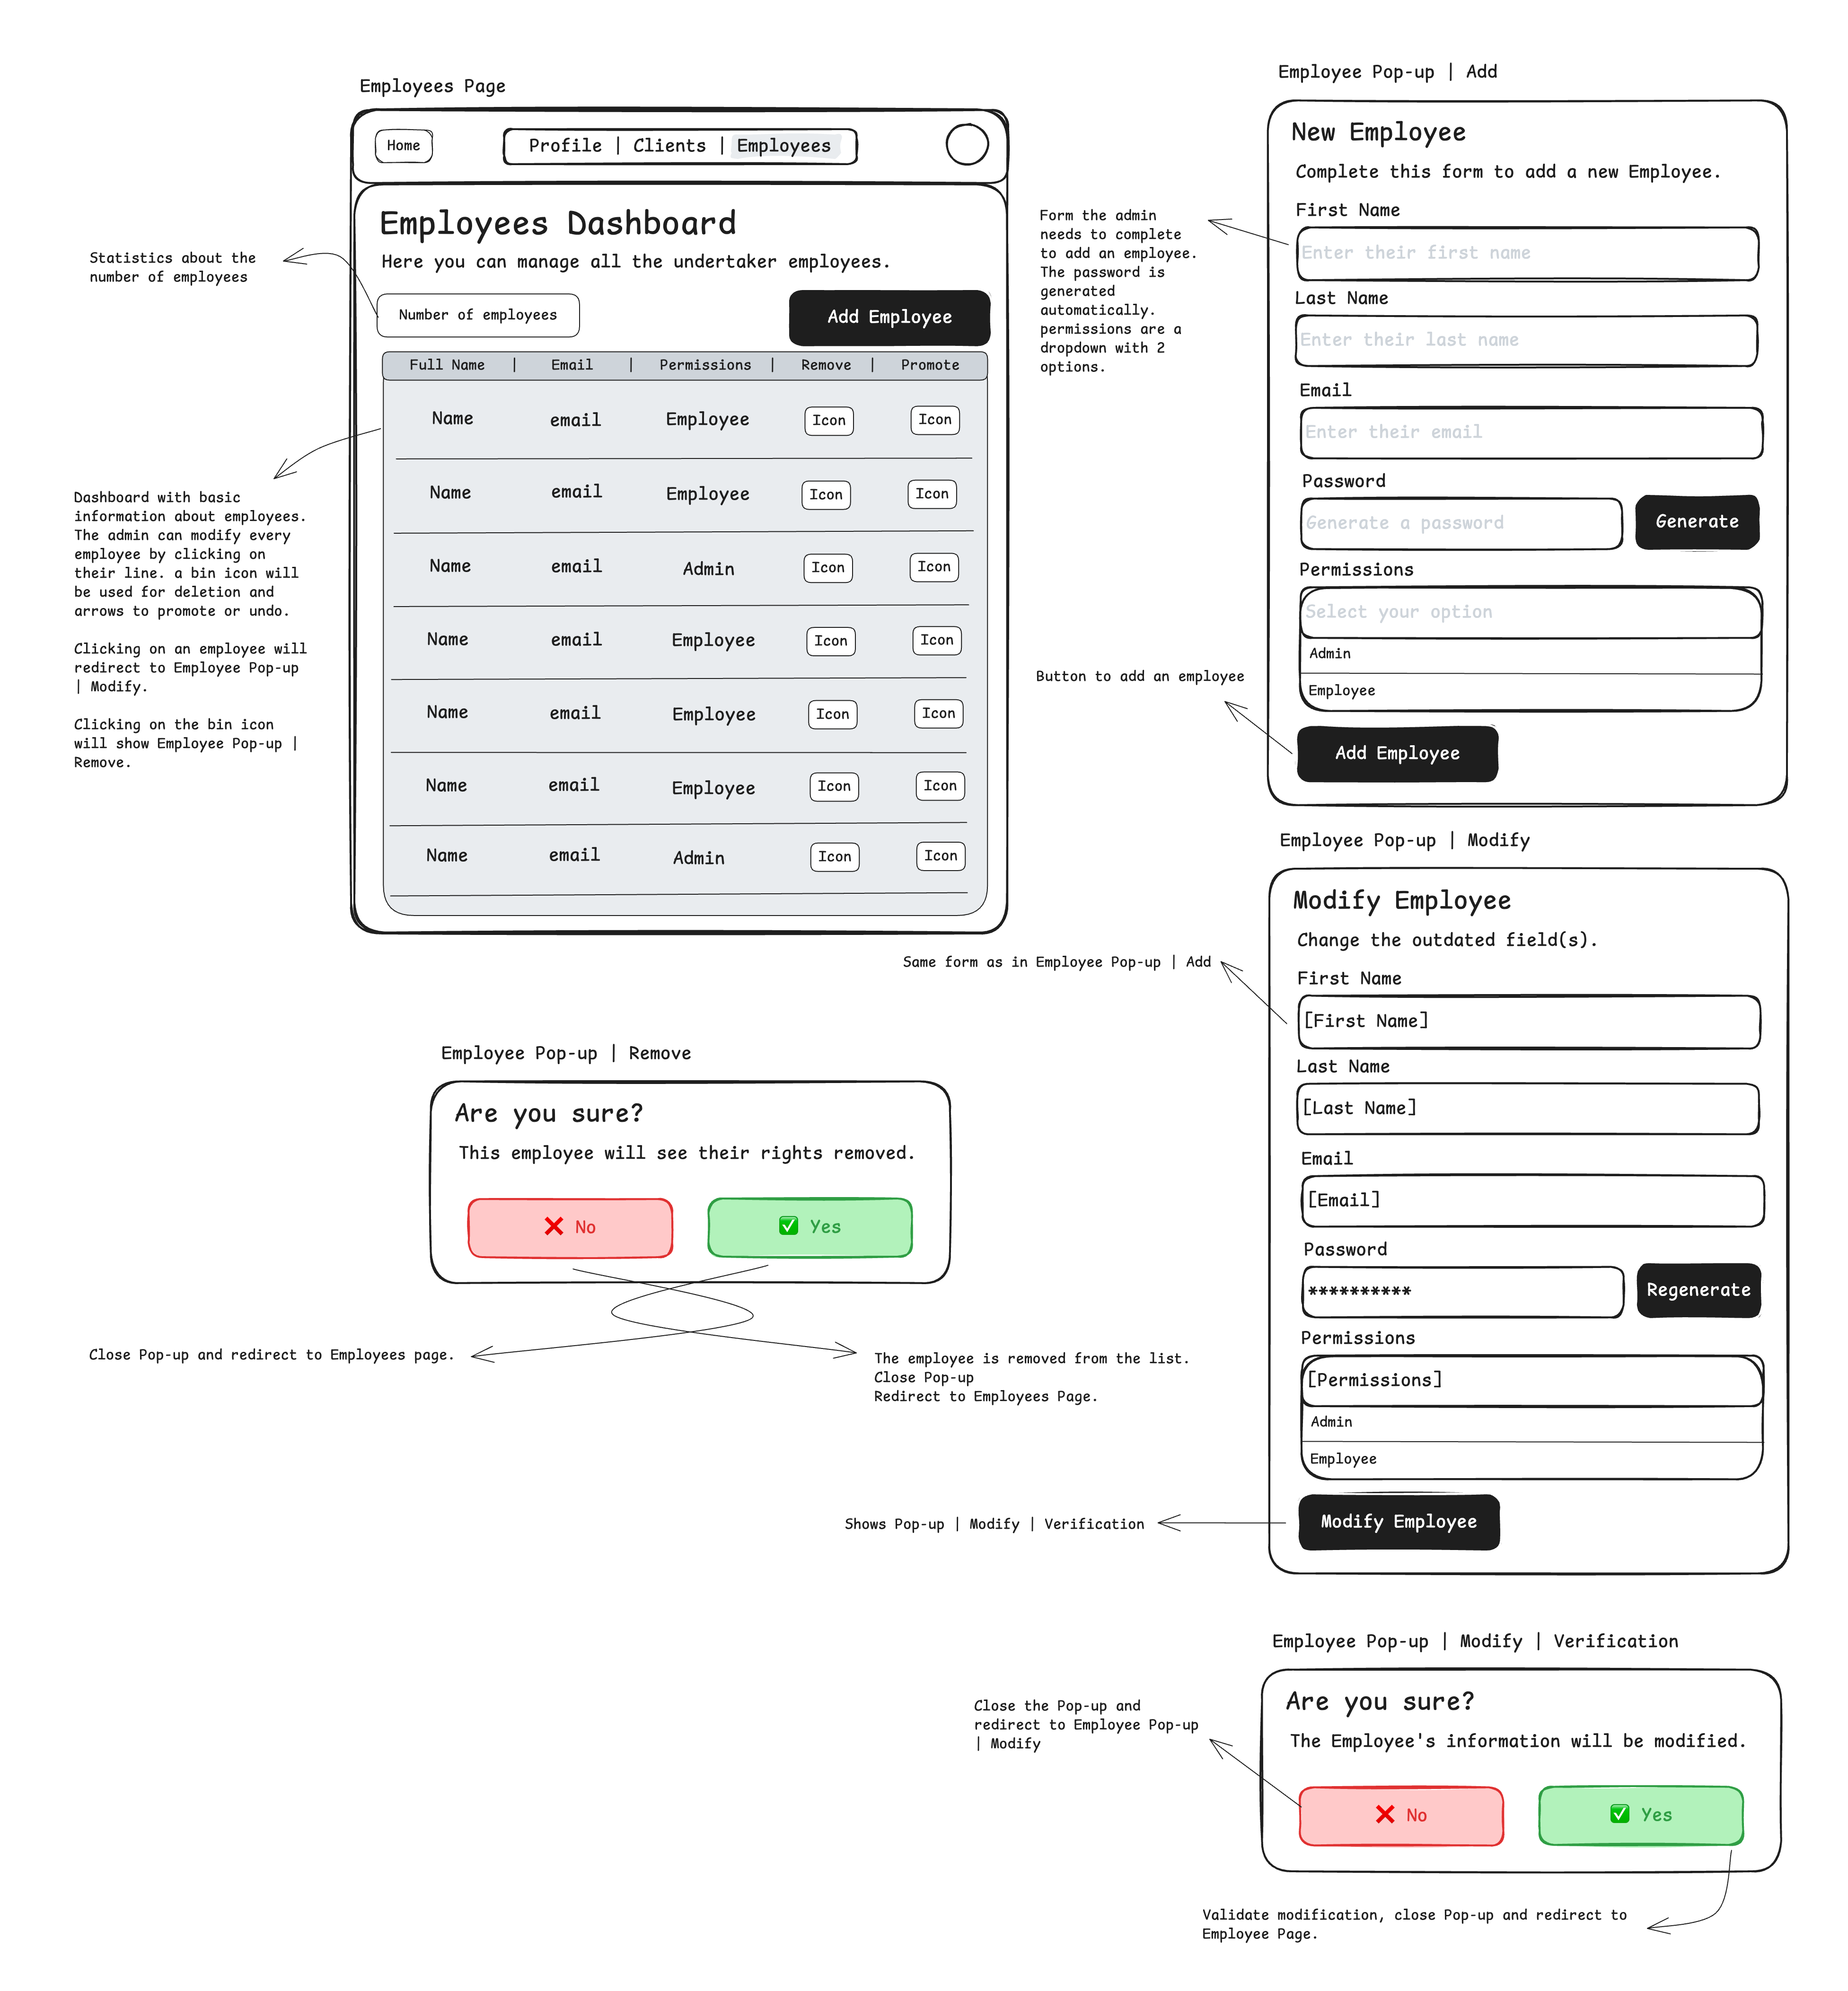 Employees Page
Home
Profile | Clients | Employees
Employees Dashboard
Here you can manage all the undertaker employees.
Number of employees
Add Employee
Full Name | Email | Permissions | Remove | Promote
Name email Employee Icon Icon
Name email Employee Icon Icon
Name email Admin Icon Icon
Name email Employee Icon Icon
Name email Employee Icon Icon
Name email Employee Icon Icon
Name email Admin Icon Icon
Statistics about the
number of employees
Dashboard with basic
information about employees.
The admin can modify every
employee by clicking on
their line. a bin icon will
be used for deletion and
arrows to promote or undo.
Clicking on an employee will
redirect to Employee Pop-up
| Modify.
Clicking on the bin icon
will show Employee Pop-up |
Remove.
Employee Pop-up | Add
New Employee
Complete this form to add a new Employee.
First Name
Enter their first name
Last Name
Enter their last name
Email
Enter their email
Password
Generate a password
Generate
Permissions
Select your option
Admin
Employee
Add Employee
Form the admin
needs to complete
to add an employee.
The password is
generated
automatically.
permissions are a
dropdown with 2
options.
Button to add an employee
Employee Pop-up | Modify
Modify Employee
Change the outdated field(s).
First Name
[First Name]
Last Name
[Last Name]
Email
[Email]
Password
**********
Regenerate
Permissions
[Permissions]
Admin
Employee
Modify Employee
Same form as in Employee Pop-up | Add
Shows Pop-up | Modify | Verification
Employee Pop-up | Remove
Are you sure?
This employee will see their rights removed.
❌ No
✅ Yes
Close Pop-up and redirect to Employees page.
The employee is removed from the list.
Close Pop-up
Redirect to Employees Page.
Employee Pop-up | Modify | Verification
Are you sure?
The Employee's information will be modified.
❌ No
✅ Yes
Close the Pop-up and
redirect to Employee Pop-up
| Modify
Validate modification, close Pop-up and redirect to
Employee Page.